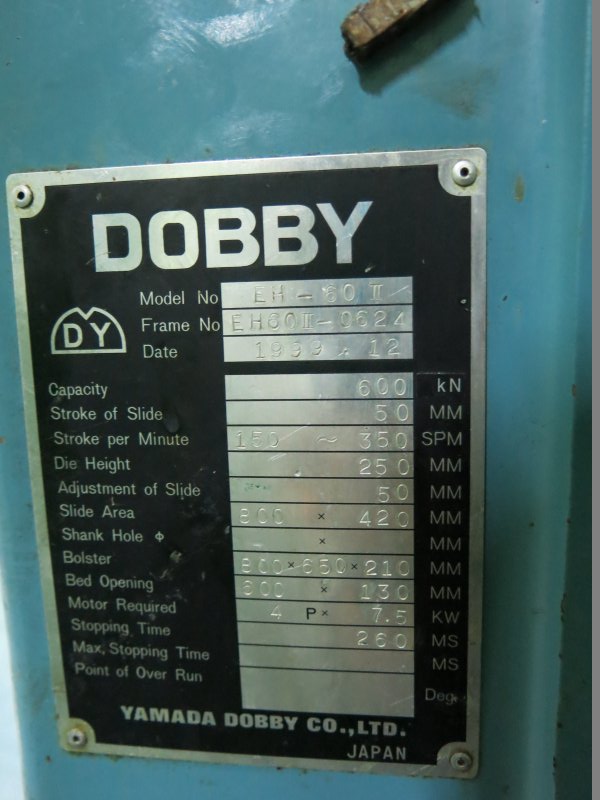 DOBBY
DY
Model No EH-60II
Frame No EH60II-0624
Date 1999 . 12
Capacity 600 kN
Stroke of Slide 50 MM
Stroke per Minute 150 ~ 350 SPM
Die Height 250 MM
Adjustment of Slide 50 MM
Slide Area 800 × 420 MM
Shank Hole Φ × MM
Bolster 800×650×210 MM
Bed Opening 600 × 130 MM
Motor Required 4 P× 7.5 KW
Stopping Time 260 MS
Max, Stopping Time MS
Point of Over Run Deg.
YAMADA DOBBY CO.,LTD.
JAPAN